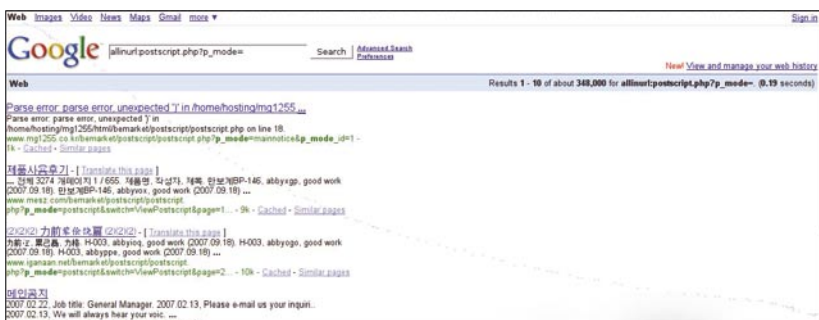 Web Images Video News Maps Gmail more ▼
Sign in
Google
allinurl:postscript.php?p_mode=
Search
Advanced Search
Preferences
New! View and manage your web history
Web
Results 1 - 10 of about 348,000 for allinurl:postscript.php?p_mode=. (0.19 seconds)
Parse error: parse error, unexpected '}' in /home/hosting/mg1255 ...
Parse error: parse error, unexpected '}' in
/home/hosting/mg1255/html/bemarket/postscript/postscript.php on line 18.
www.mg1255.co.kr/bemarket/postscript/postscript.php?p_mode=mainnotice&p_mode_id=1 -
1k - Cached - Similar pages
제품사용후기 - [ Translate this page ]
... 전체 3274 개페이지 1 / 655. 제품명, 작성자, 제목, 만보계BP-146, abbyxgp, good work
(2007.09.18). 만보계BP-146, abbyvox, good work (2007.09.18) ...
www.mesz.com/bemarket/postscript/postscript.
php?p_mode=postscript&switch=ViewPostscript&page=1... - 9k - Cached - Similar pages
- [ Translate this page ]
H-003, abbyioq, good work (2007.09.18). H-003, abbyogo, good work
(2007.09.18). H-003, abbyppe, good work (2007.09.18) ...
www.iganaan.net/bemarket/postscript/postscript.
php?p_mode=postscript&switch=ViewPostscript&page=2... - 10k - Cached - Similar pages
메인공지
2007.02.22, Job title: General Manager. 2007.02.13, Please e-mail us your inquiri..
2007.02.13, We will always hear your voic. ...